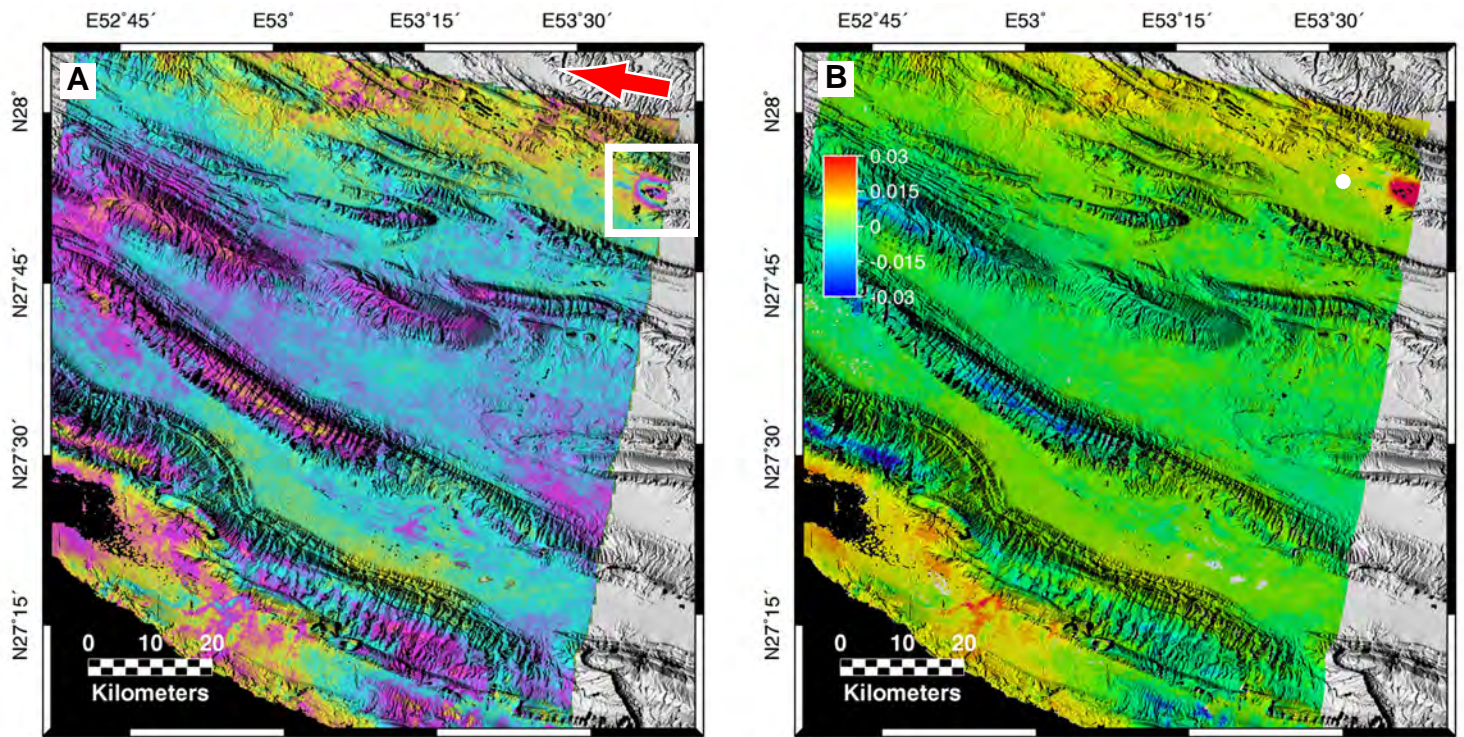 E52°45´ E53° E53°15´ E53°30´ E52°45´ E53° E53°15´ E53°30´
A B
N28° N28°
0.03
0.015
0
-0.015
-0.03
N27°45´ N27°45´
N27°30´ N27°30´
N27°15´ N27°15´
0 10 20 0 10 20
Kilometers Kilometers